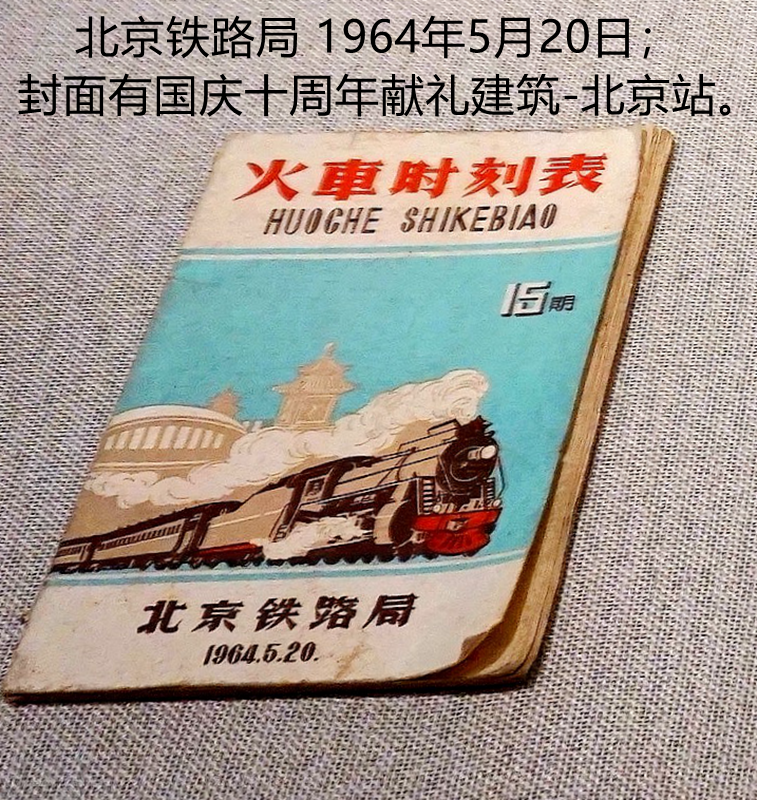 北京铁路局 1964年5月20日；
封面有国庆十周年献礼建筑-北京站。
火車时刻表
HUOCHE SHIKEBIAO
15期
北京铁路局
1964.5.20.